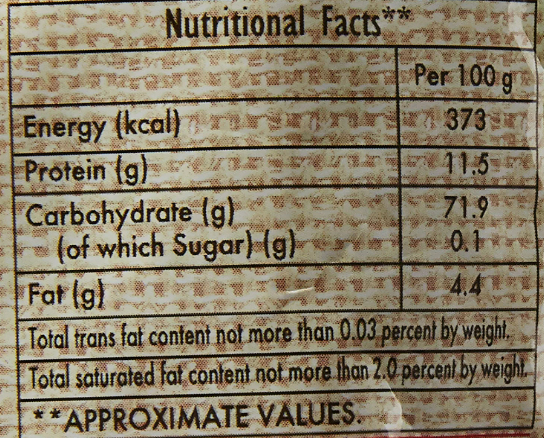 Nutritional Facts**
Per 100 g
Energy (kcal) 373
Protein (g) 11.5
Carbohydrate (g) 71.9
(of which Sugar) (g) 0.1
Fat (g) 4.4
Total trans fat content not more than 0.03 percent by weight.
Total saturated fat content not more than 2.0 percent by weight.
**APPROXIMATE VALUES.